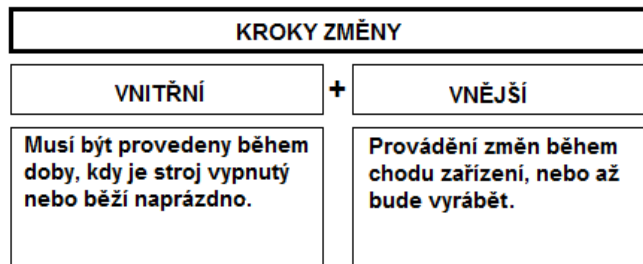 KROKY ZMĚNY
VNITŘNÍ + VNĚJŠÍ
Musí být provedeny během
doby, kdy je stroj vypnutý
nebo běží naprázdno.
Provádění změn během
chodu zařízení, nebo až
bude vyrábět.